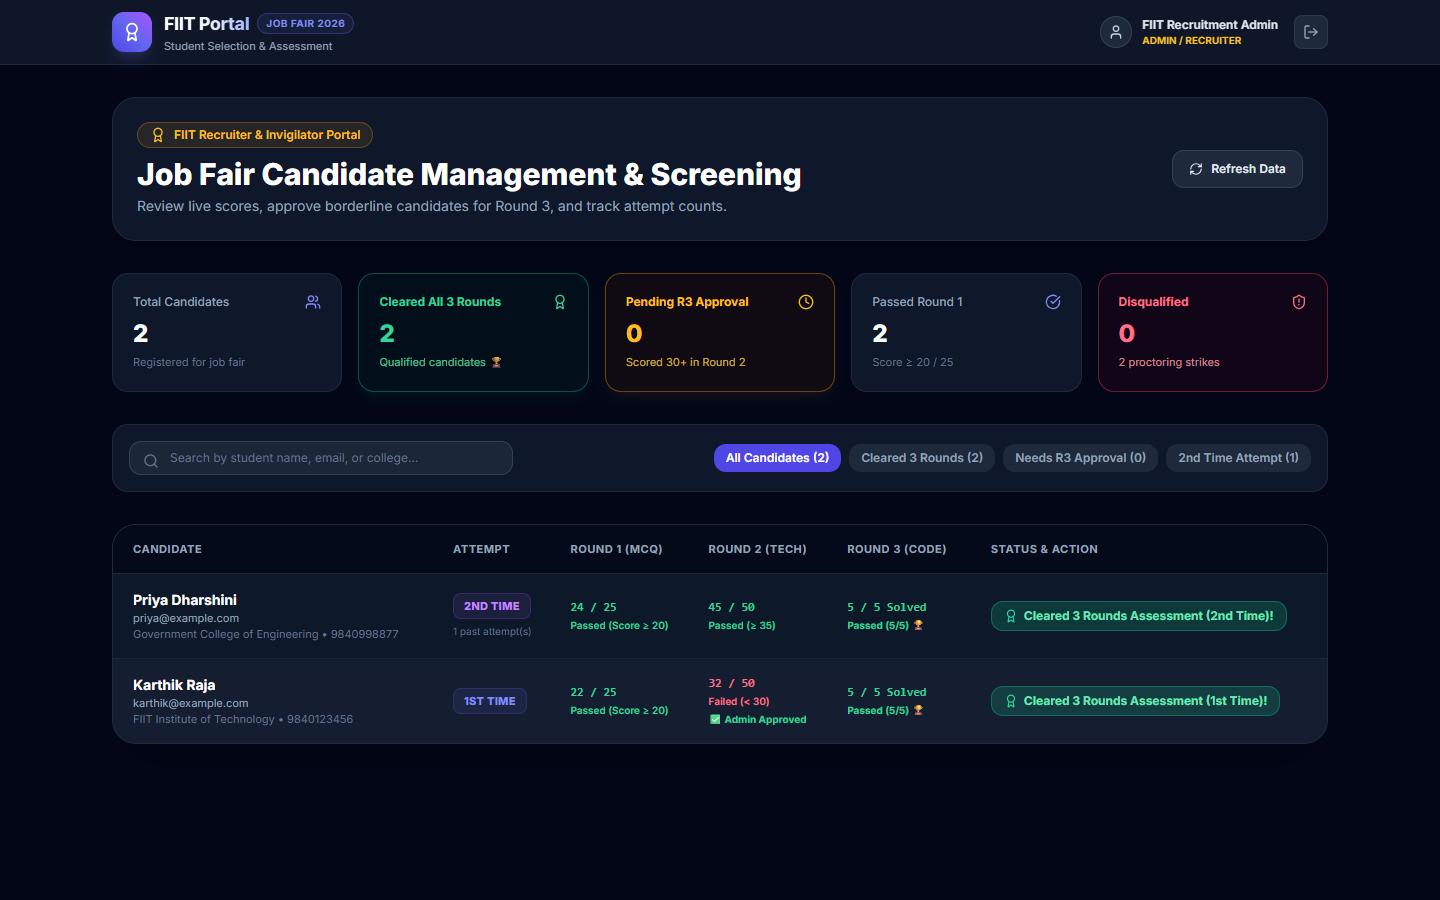 FIIT Portal JOB FAIR 2026
Student Selection & Assessment
FIIT Recruitment Admin
ADMIN / RECRUITER
FIIT Recruiter & Invigilator Portal
Job Fair Candidate Management & Screening
Review live scores, approve borderline candidates for Round 3, and track attempt counts.
Refresh Data
Total Candidates
2
Registered for job fair
Cleared All 3 Rounds
2
Qualified candidates 🏆
Pending R3 Approval
0
Scored 30+ in Round 2
Passed Round 1
2
Score ≥ 20 / 25
Disqualified
0
2 proctoring strikes
Search by student name, email, or college...
All Candidates (2)
Cleared 3 Rounds (2)
Needs R3 Approval (0)
2nd Time Attempt (1)
CANDIDATE ATTEMPT ROUND 1 (MCQ) ROUND 2 (TECH) ROUND 3 (CODE) STATUS & ACTION
Priya Dharshini
priya@example.com
Government College of Engineering • 9840998877
2ND TIME
1 past attempt(s)
24 / 25
Passed (Score ≥ 20)
45 / 50
Passed (≥ 35)
5 / 5 Solved
Passed (5/5) 🏆
Cleared 3 Rounds Assessment (2nd Time)!
Karthik Raja
karthik@example.com
FIIT Institute of Technology • 9840123456
1ST TIME
22 / 25
Passed (Score ≥ 20)
32 / 50
Failed (< 30)
✅ Admin Approved
5 / 5 Solved
Passed (5/5) 🏆
Cleared 3 Rounds Assessment (1st Time)!